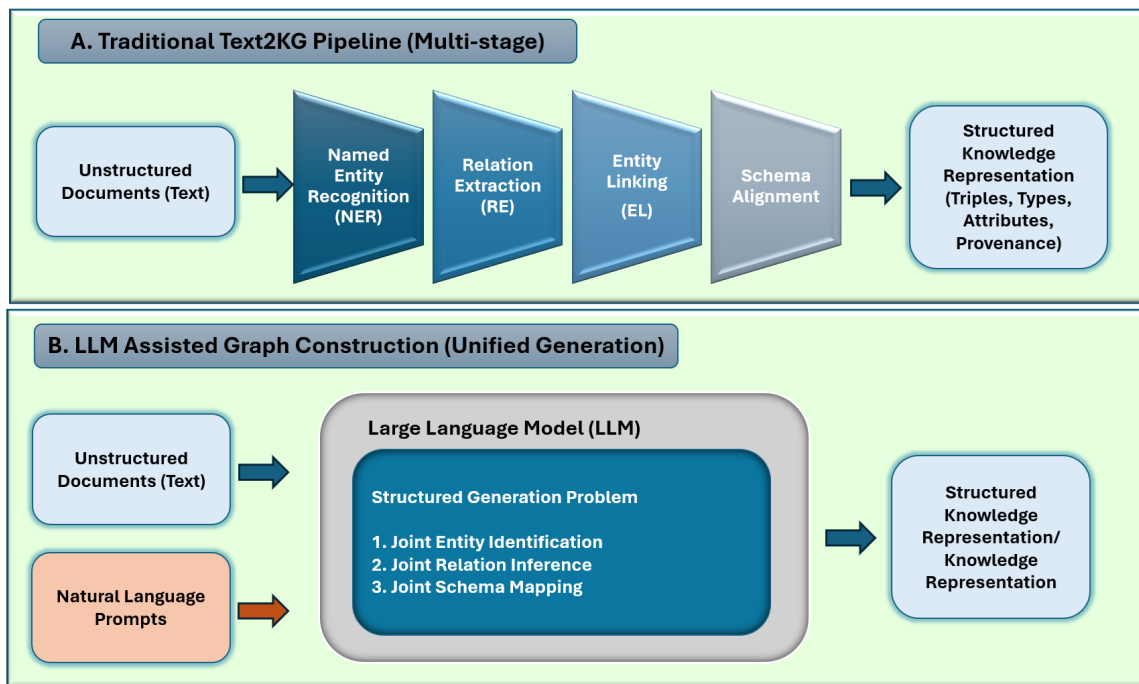 A. Traditional Text2KG Pipeline (Multi-stage)
Unstructured
Documents (Text)
Named
Entity
Recognition
(NER)
Relation
Extraction
(RE)
Entity
Linking
(EL)
Schema
Alignment
Structured
Knowledge
Representation
(Triples, Types,
Attributes,
Provenance)
B. LLM Assisted Graph Construction (Unified Generation)
Unstructured
Documents (Text)
Natural Language
Prompts
Large Language Model (LLM)
Structured Generation Problem
1. Joint Entity Identification
2. Joint Relation Inference
3. Joint Schema Mapping
Structured
Knowledge
Representation/
Knowledge
Representation